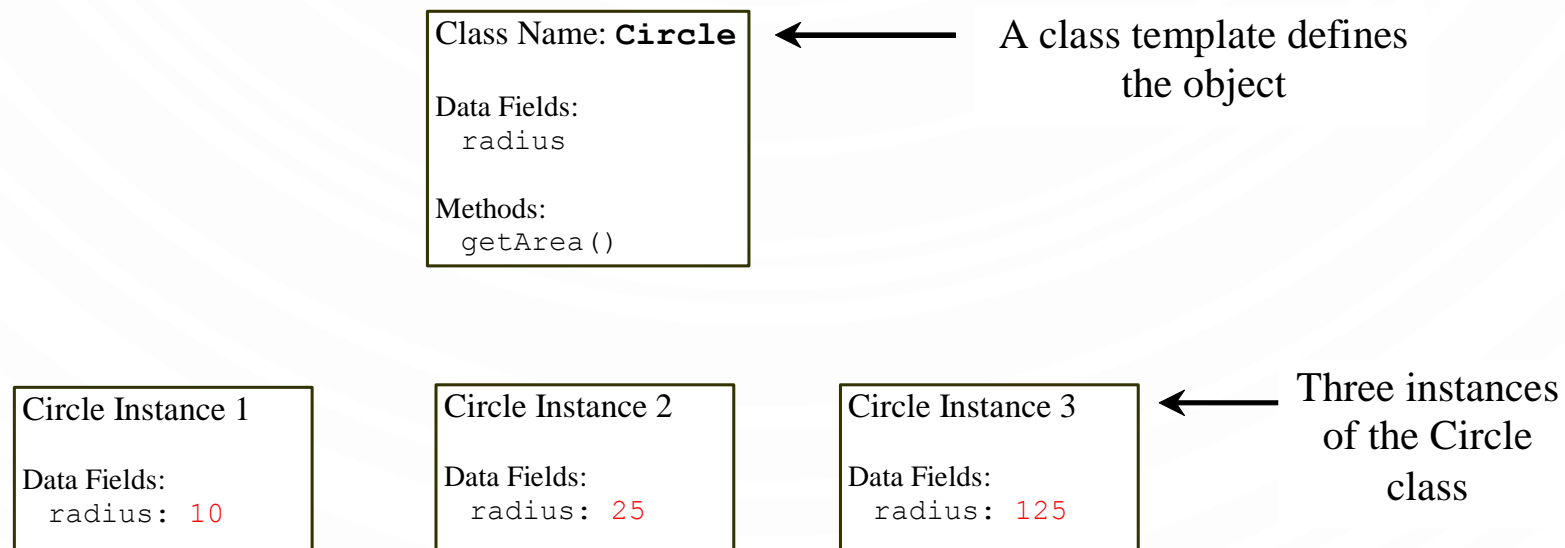 Class Name: Circle
Data Fields:
radius
Methods:
getArea()
A class template defines
the object
Circle Instance 1
Data Fields:
radius: 10
Circle Instance 2
Data Fields:
radius: 25
Circle Instance 3
Data Fields:
radius: 125
Three instances
of the Circle
class